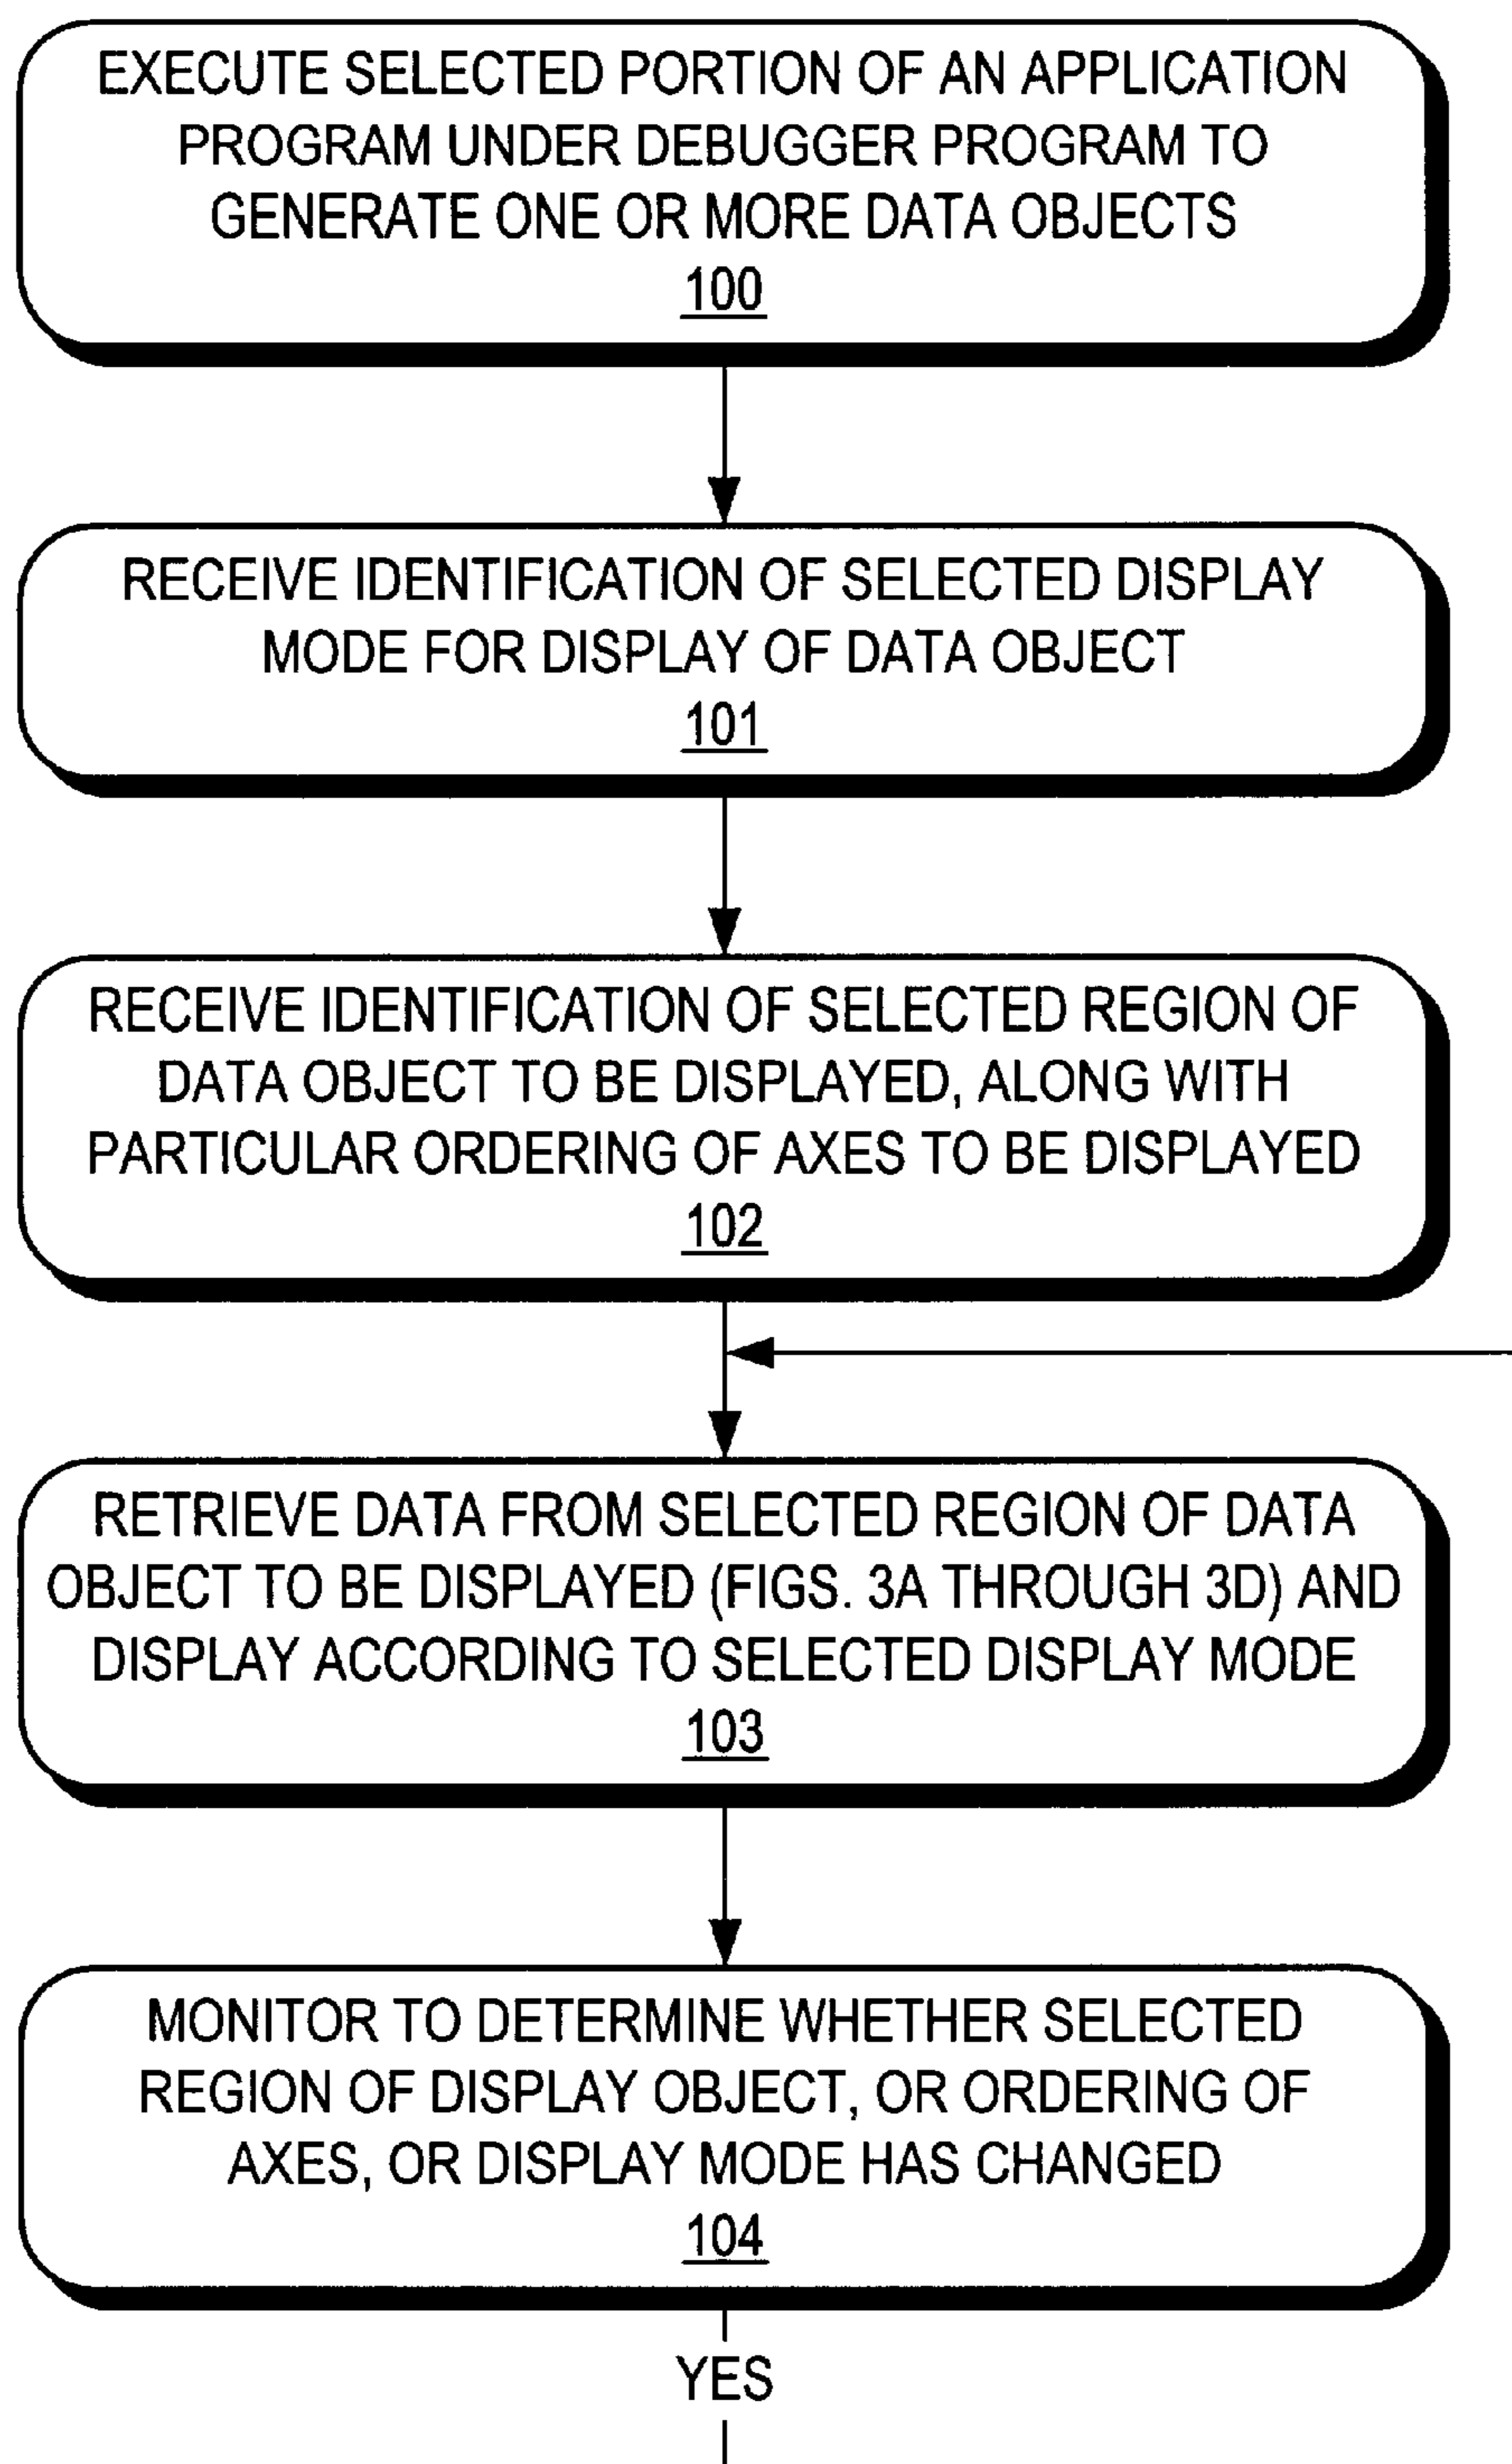 EXECUTE SELECTED PORTION OF AN APPLICATION
PROGRAM UNDER DEBUGGER PROGRAM TO
GENERATE ONE OR MORE DATA OBJECTS
100
RECEIVE IDENTIFICATION OF SELECTED DISPLAY
MODE FOR DISPLAY OF DATA OBJECT
101
RECEIVE IDENTIFICATION OF SELECTED REGION OF
DATA OBJECT TO BE DISPLAYED, ALONG WITH
PARTICULAR ORDERING OF AXES TO BE DISPLAYED
102
RETRIEVE DATA FROM SELECTED REGION OF DATA
OBJECT TO BE DISPLAYED (FIGS. 3A THROUGH 3D) AND
DISPLAY ACCORDING TO SELECTED DISPLAY MODE
103
MONITOR TO DETERMINE WHETHER SELECTED
REGION OF DISPLAY OBJECT, OR ORDERING OF
AXES, OR DISPLAY MODE HAS CHANGED
104
YES